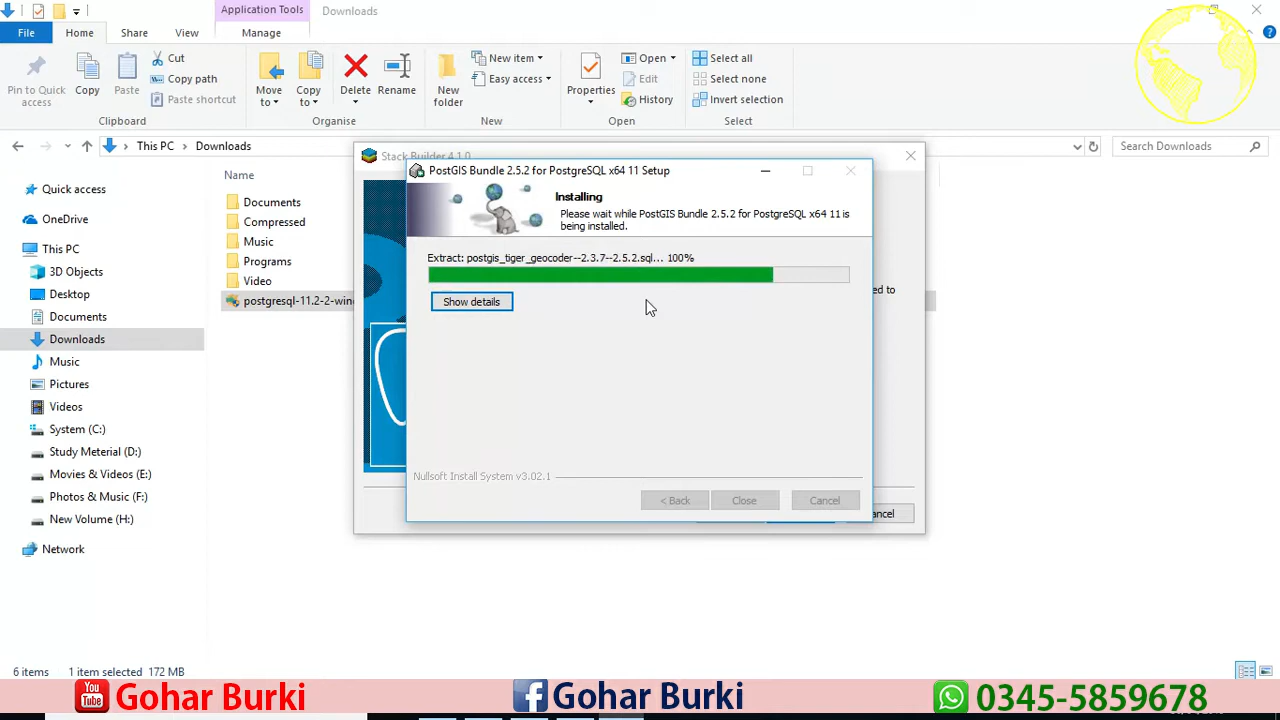 Application Tools
Downloads
File
Home
Share
View
Manage
Pin to Quick access
Copy
Paste
Cut
Copy path
Paste shortcut
Clipboard
Move to
Copy to
Delete
Rename
Organise
New folder
New item
Easy access
New
Properties
Open
Edit
History
Open
Select all
Select none
Invert selection
Select
This PC
Downloads
Search Downloads
Quick access
OneDrive
This PC
3D Objects
Desktop
Documents
Downloads
Music
Pictures
Videos
System (C:)
Study Meterial (D:)
Movies & Videos (E:)
Photos & Music (F:)
New Volume (H:)
Network
Name
Documents
Compressed
Music
Programs
Video
postgresql-11.2-2-win
Stack Builder 4.1.0
ed to
ancel
PostGIS Bundle 2.5.2 for PostgreSQL x64 11 Setup
Installing
Please wait while PostGIS Bundle 2.5.2 for PostgreSQL x64 11 is
being installed.
Extract: postgis_tiger_geocoder--2.3.7--2.5.2.sql... 100%
Show details
Nullsoft Install System v3.02.1
< Back
Close
Cancel
6 items
1 item selected 172 MB
You Tube
Gohar Burki
Gohar Burki
0345-5859678